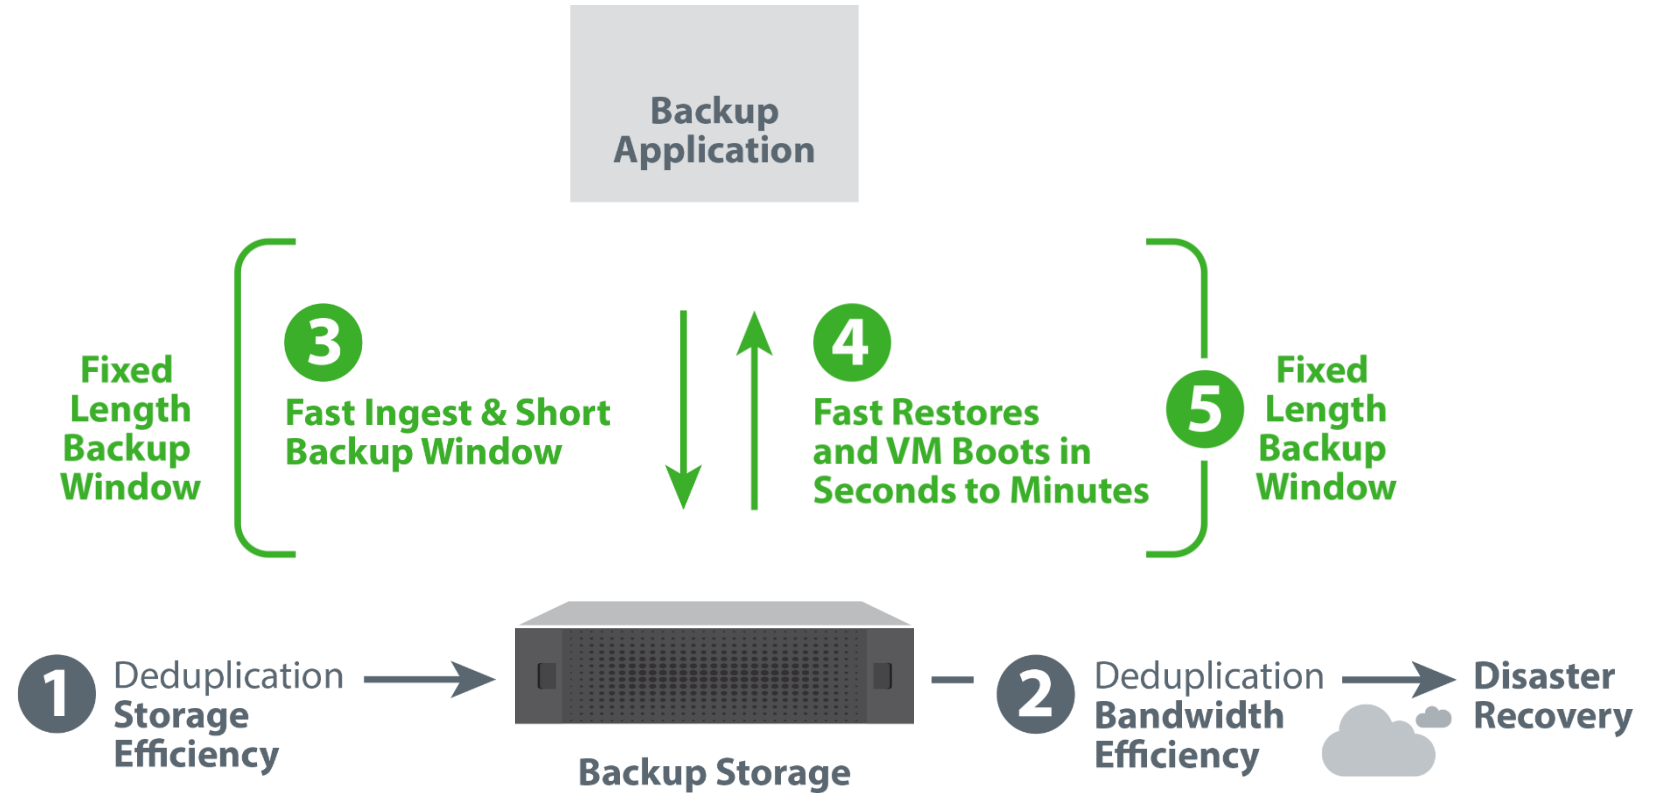 Backup
Application
3
Fast Ingest & Short
Backup Window
4
Fast Restores
and VM Boots in
Seconds to Minutes
Fixed
Length
Backup
Window
5
Fixed
Length
Backup
Window
1
Deduplication
Storage
Efficiency
Backup Storage
2
Deduplication
Bandwidth
Efficiency
Disaster
Recovery